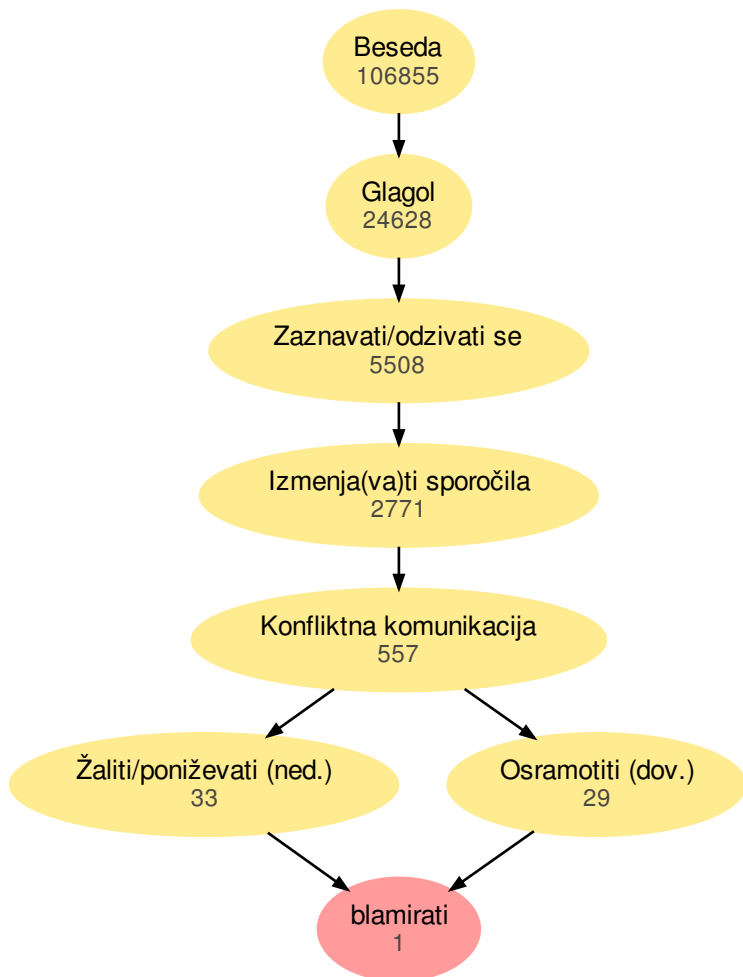 Beseda
106855
Glagol
24628
Zaznavati/odzivati se
5508
Izmenja(va)ti sporočila
2771
Konfliktna komunikacija
557
Žaliti/poniževati (ned.)
33
Osramotiti (dov.)
29
blamirati
1